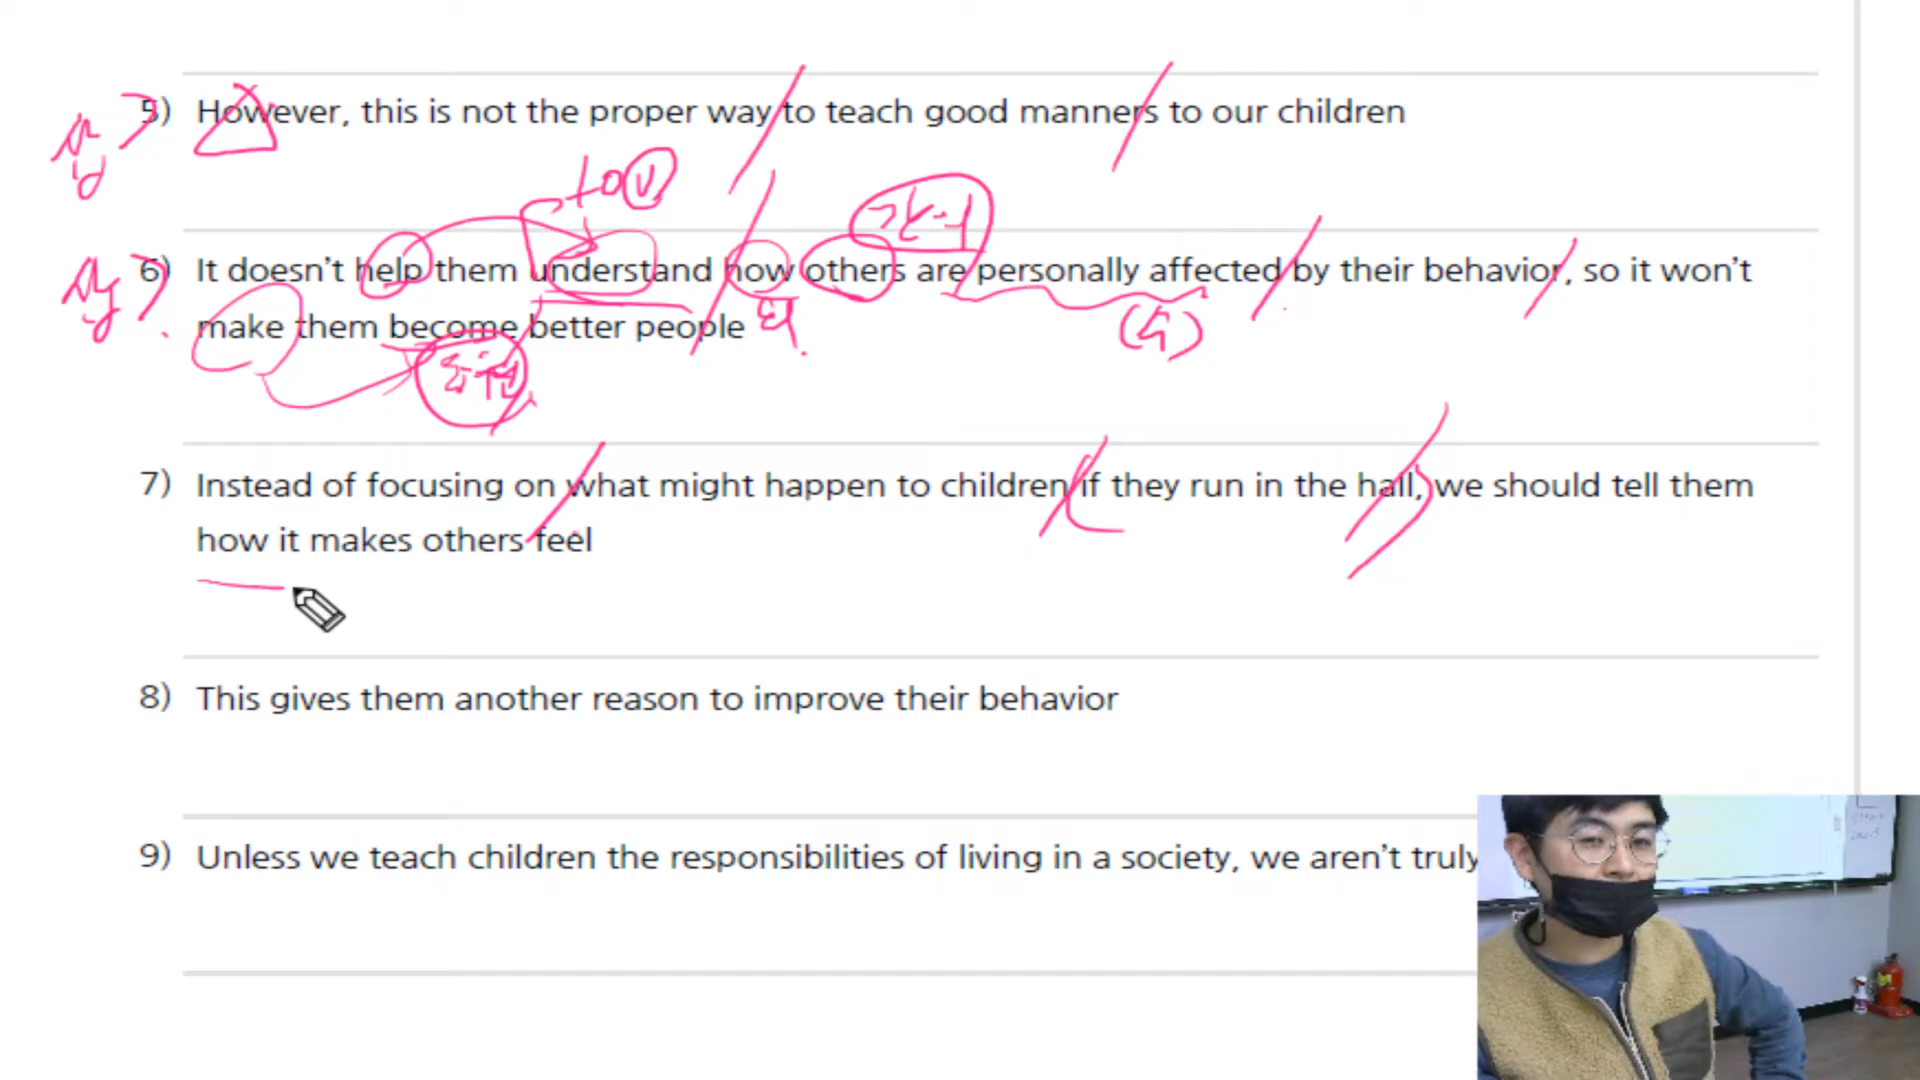 5) However, this is not the proper way to teach good manners to our children
to v
6) It doesn't help them understand how others are personally affected by their behavior, so it won't
make them become better people
7) Instead of focusing on what might happen to children if they run in the hall, we should tell them
how it makes others feel
8) This gives them another reason to improve their behavior
9) Unless we teach children the responsibilities of living in a society, we aren't truly